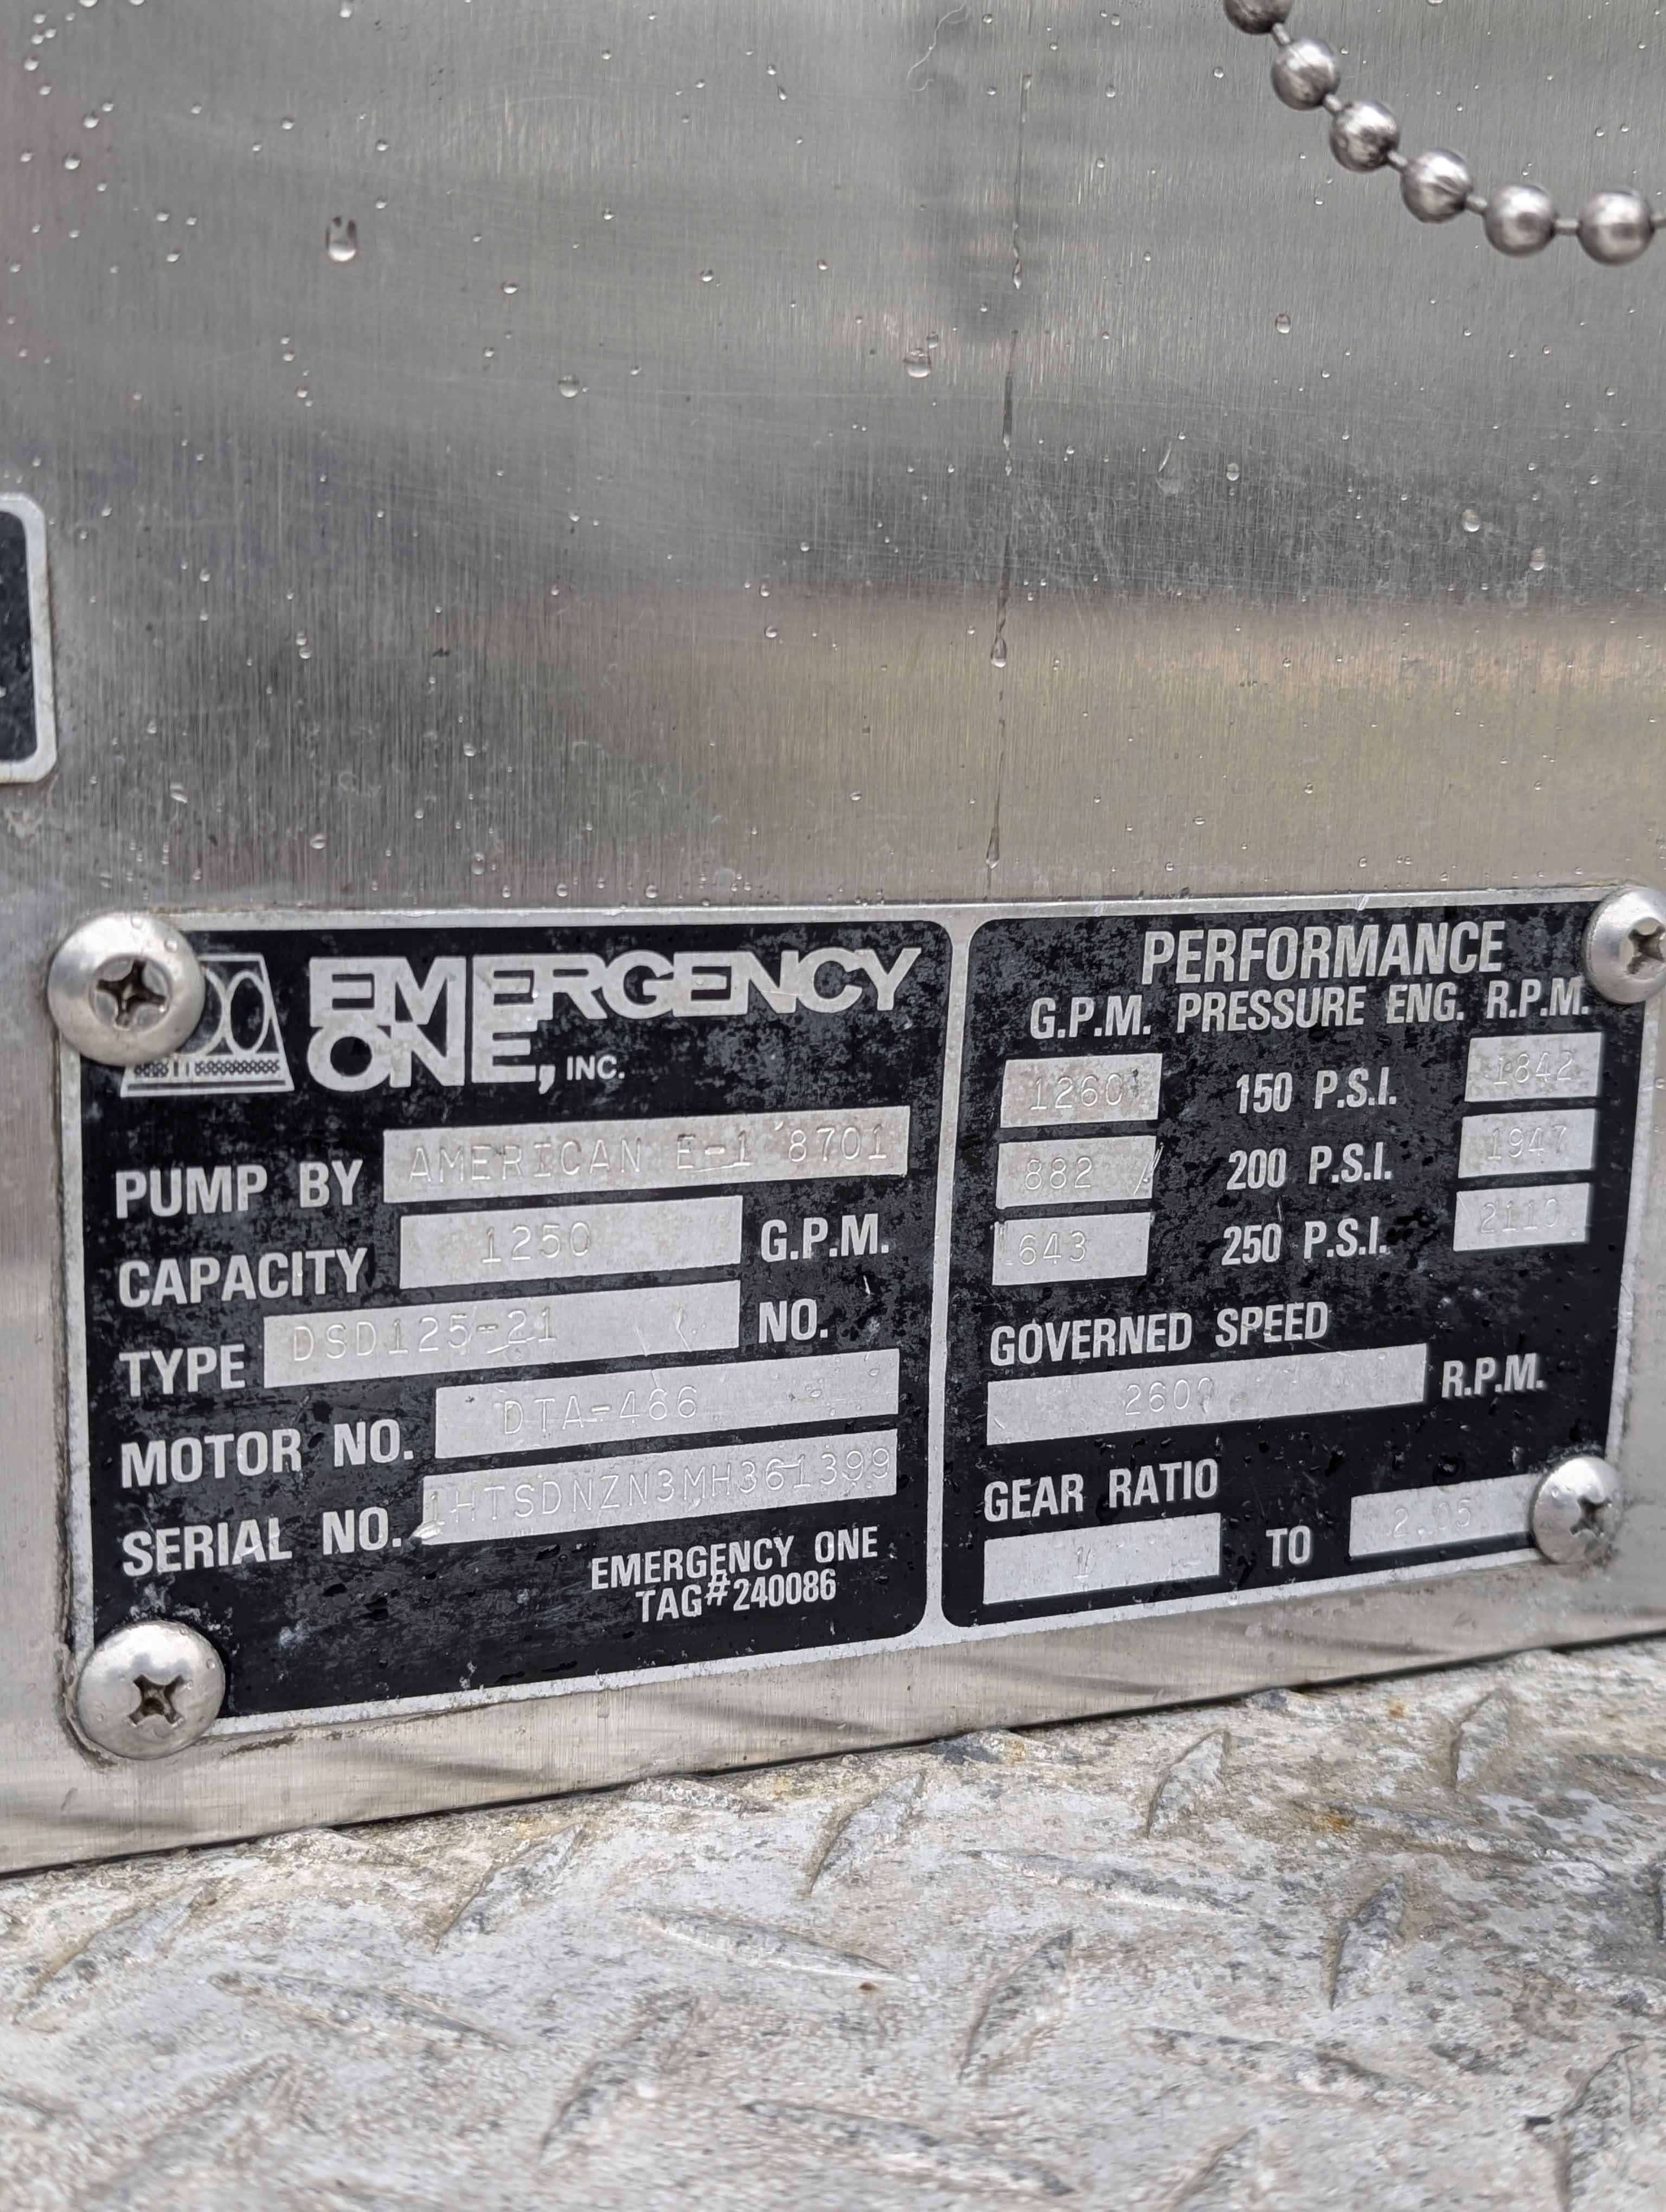 EMERGENCY
ONE, INC.
PUMP BY AMERICAN E-1 8701
CAPACITY 1250 G.P.M.
TYPE DSD125-21 NO.
MOTOR NO. DTA-466
SERIAL NO. 1HTSDNZN3MH361399
EMERGENCY ONE
TAG#240086
PERFORMANCE
G.P.M. PRESSURE ENG. R.P.M.
1260 150 P.S.I. 1842
882 200 P.S.I. 1947
643 250 P.S.I. 2110
GOVERNED SPEED
2600 R.P.M.
GEAR RATIO
1 TO 2.05